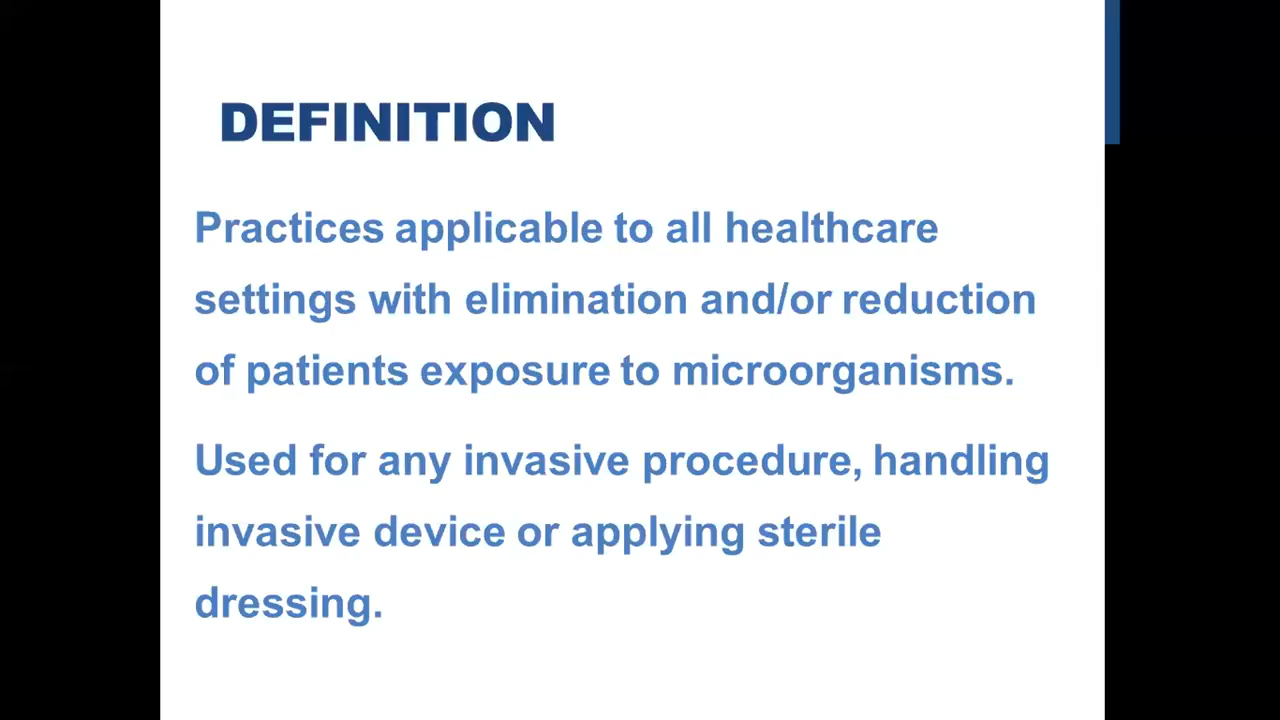 DEFINITION
Practices applicable to all healthcare
settings with elimination and/or reduction
of patients exposure to microorganisms.
Used for any invasive procedure, handling
invasive device or applying sterile
dressing.